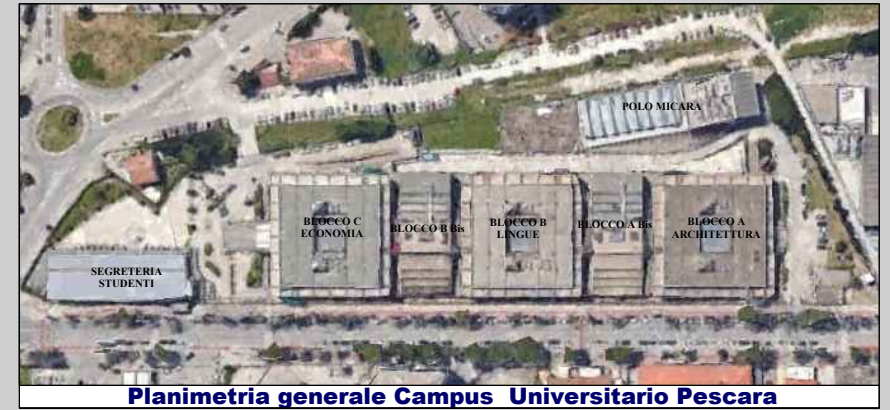 POLO MICARA
BLOCCO C
ECONOMIA
BLOCCO B Bis
BLOCCO B
LINGUE
BLOCCO A Bis
BLOCCO A
ARCHITETTURA
SEGRETERIA
STUDENTI
Planimetria generale Campus Universitario Pescara